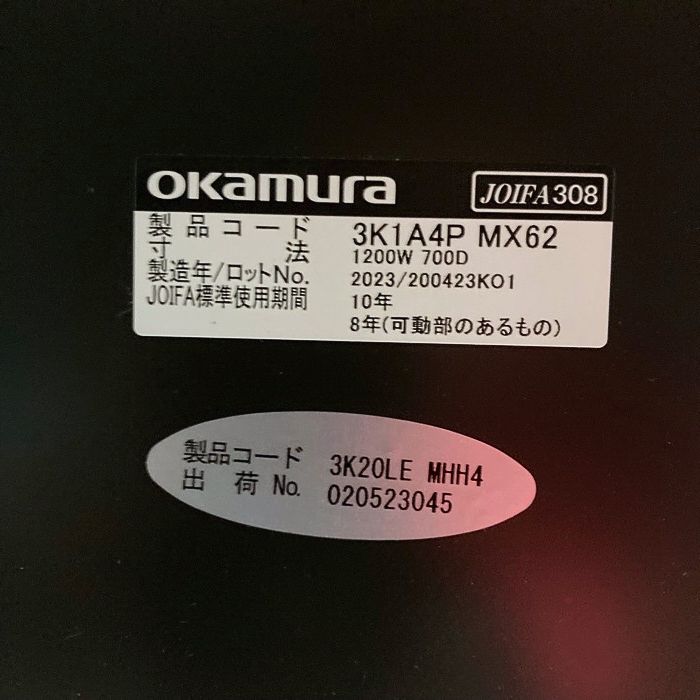 okamura JOIFA308
製品コード 3K1A4P MX62
寸法 1200W 700D
製造年/ロットNo. 2023/200423K01
JOIFA標準使用期間 10年
8年(可動部のあるもの)
製品コード 3K20LE MHH4
出荷No. 020523045